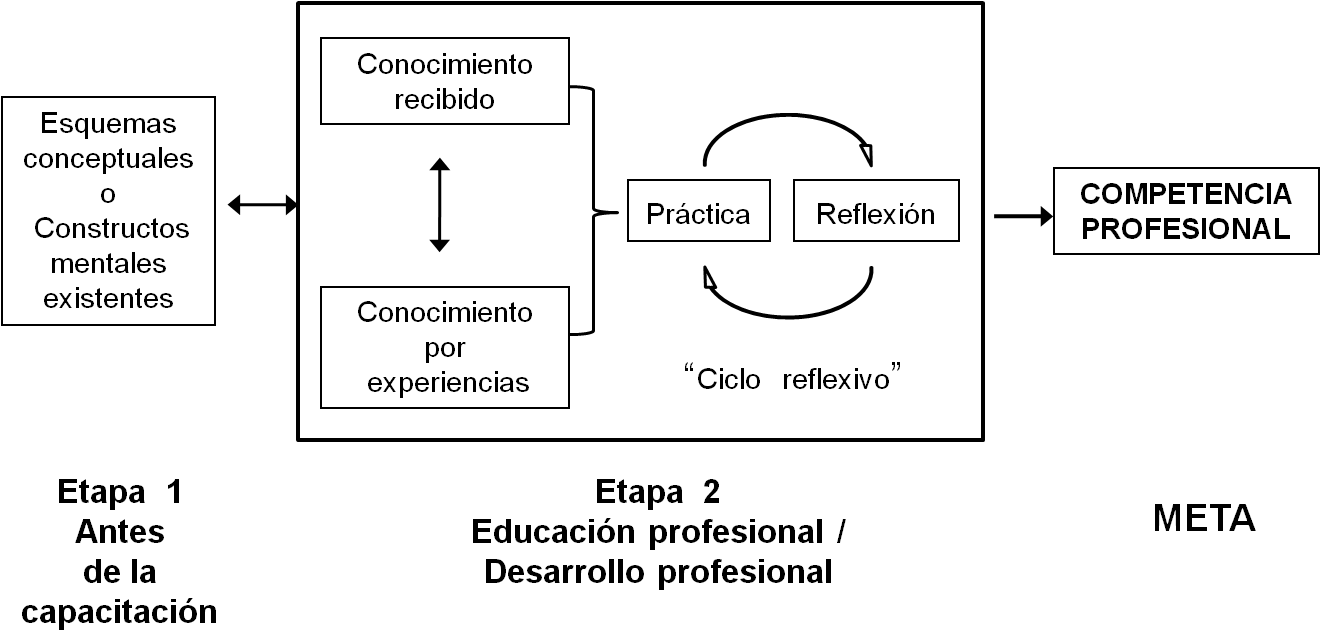 Esquemas
conceptuales
o
Constructos
mentales
existentes
Conocimiento
recibido
Conocimiento
por
experiencias
Práctica
Reflexión
“Ciclo reflexivo”
COMPETENCIA
PROFESIONAL
Etapa 1
Antes
de la
capacitación
Etapa 2
Educación profesional /
Desarrollo profesional
META